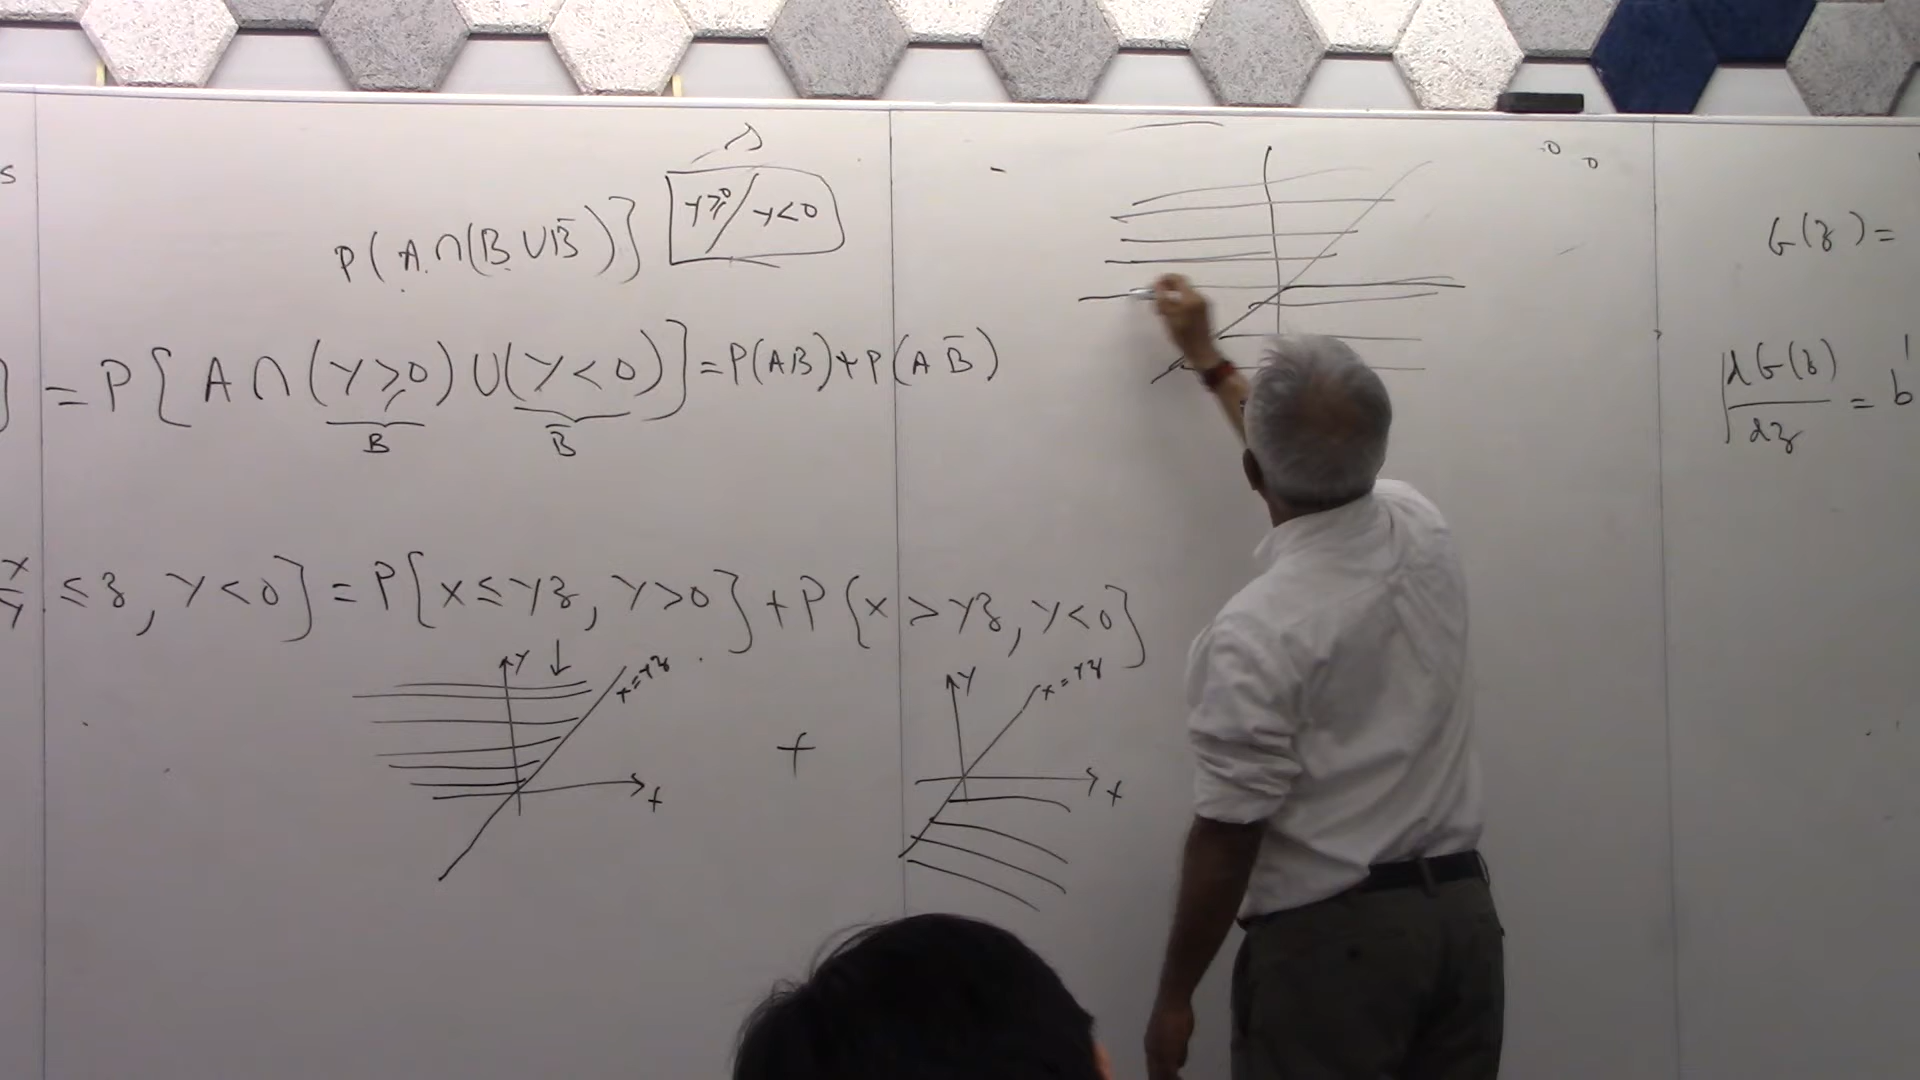 s
P(A∩(B∪B̄)}
Y≥0/Y<0
G(z)=
] = P{A∩(Y≥0)∪(Y<0)] = P(AB)+P(AB̄)
B
B̄
dG(z)/dz = b
X/Y ≤ z, Y<0] = P{X≤Yz, Y>0} + P{X>Yz, Y<0}
Y
X=Yz
X
+
Y
X=Yz
X